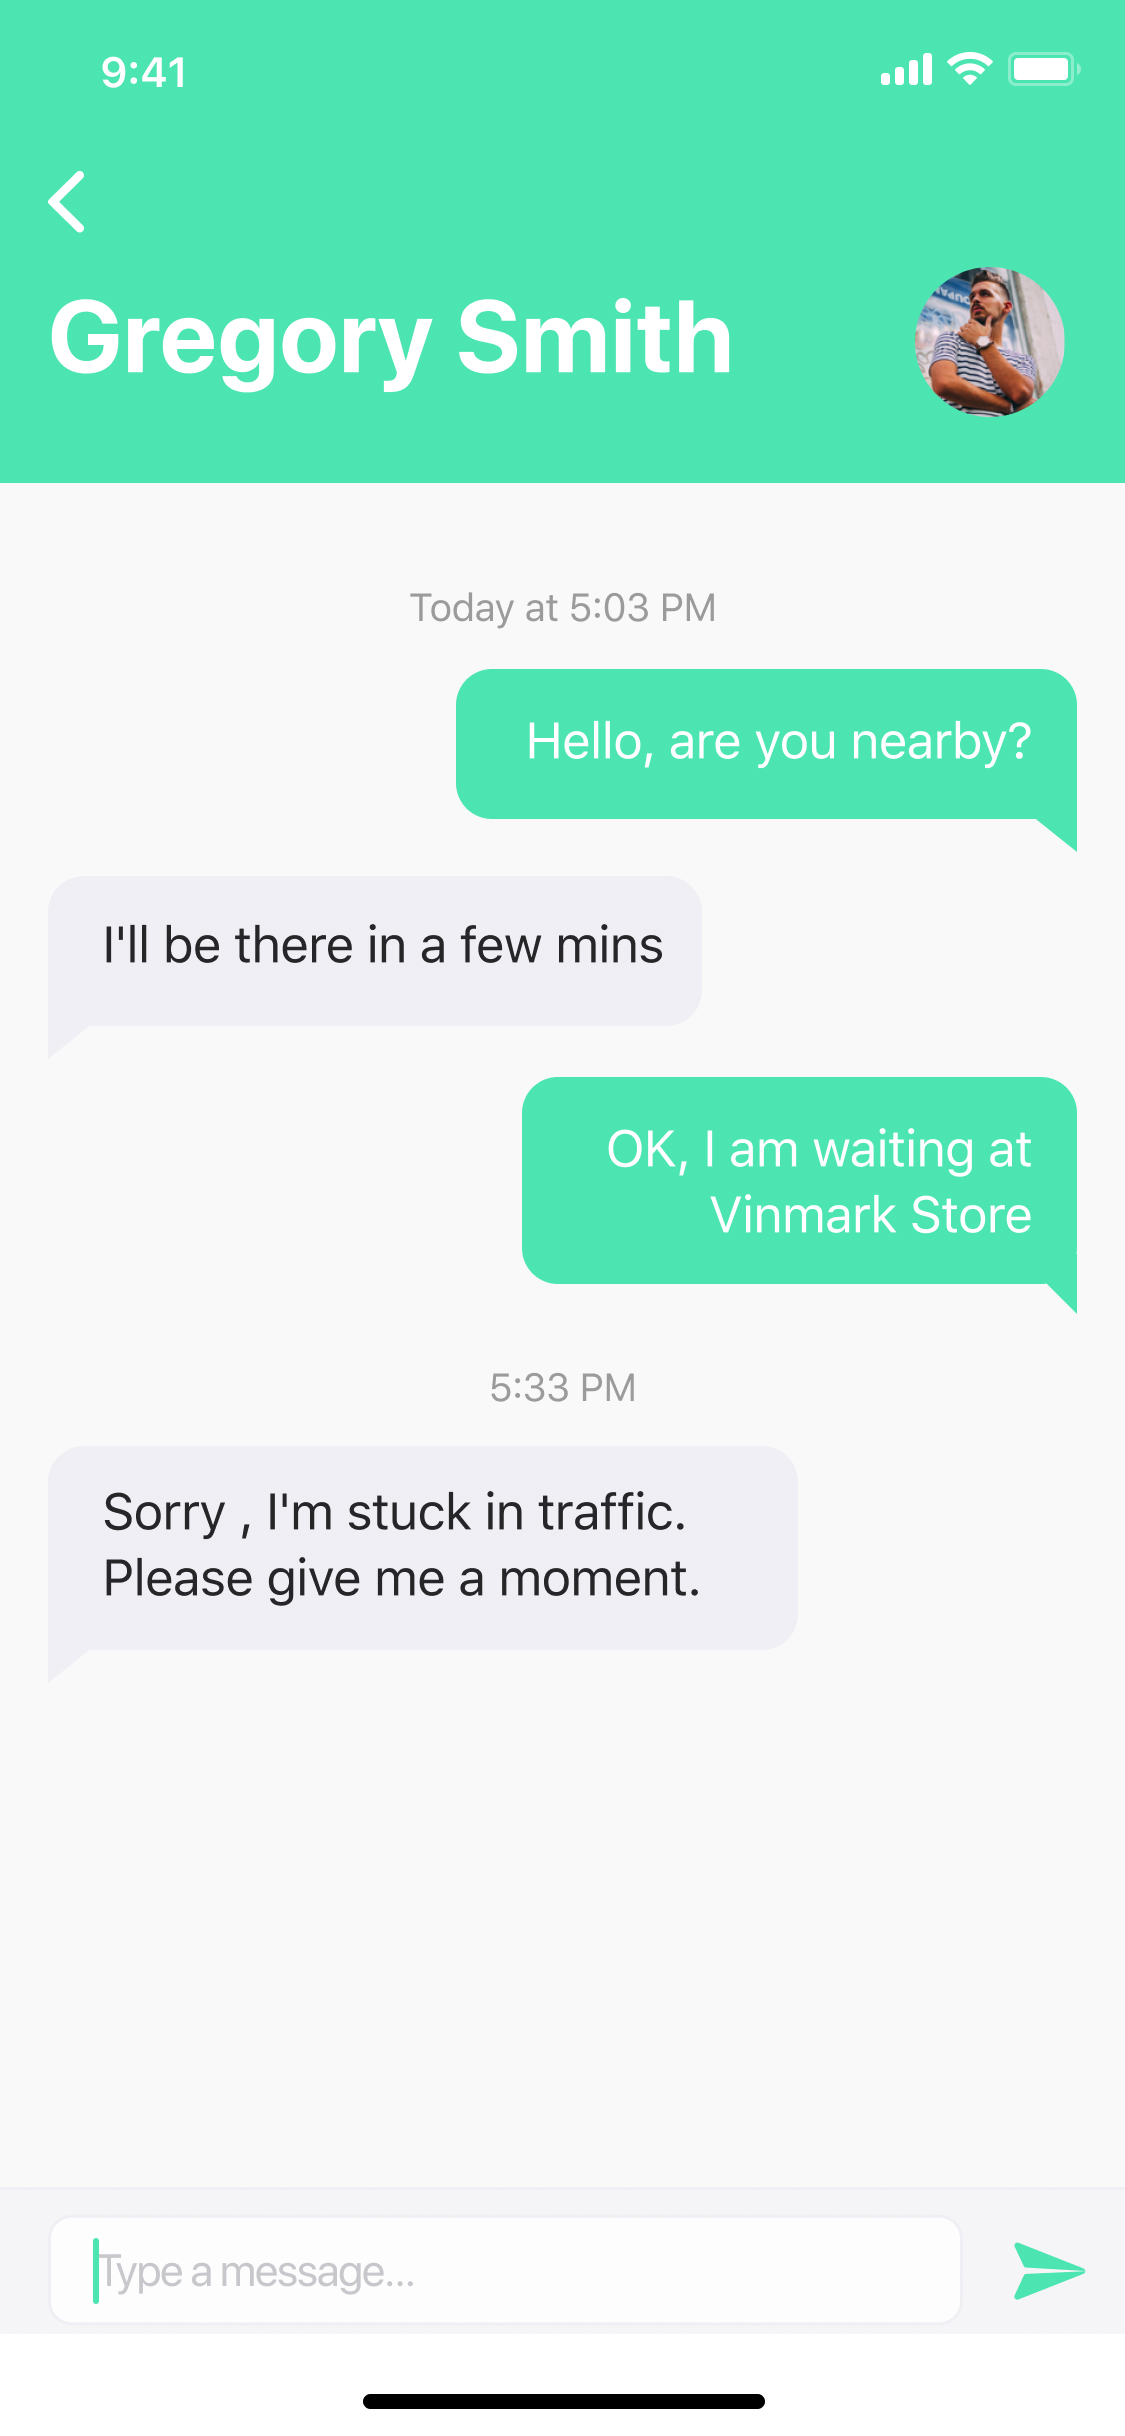 9:41
Gregory Smith
Today at 5:03 PM
Hello, are you nearby?
I'll be there in a few mins
OK, I am waiting at
Vinmark Store
5:33 PM
Sorry , I'm stuck in traffic.
Please give me a moment.
Type a message...